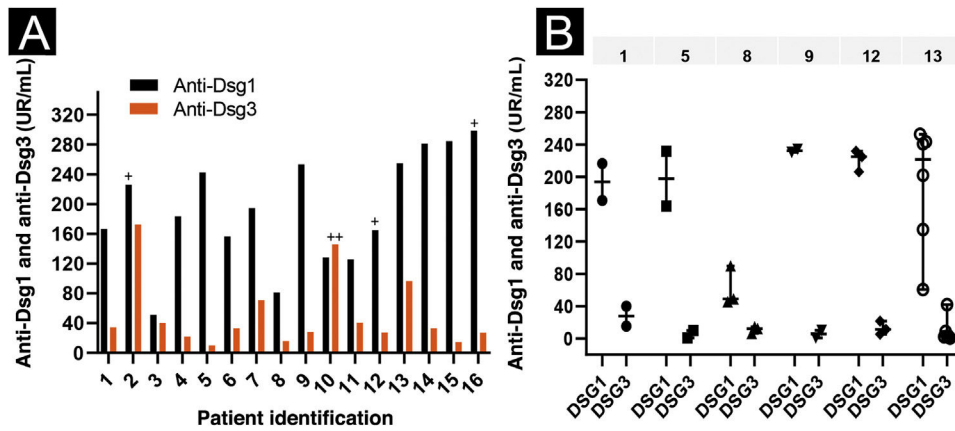 A
Anti-Dsg1 and anti-Dsg3 (UR/mL)
Anti-Dsg1
Anti-Dsg3
320
280
240
200
160
120
80
40
0
+
+
++
+
+
1 2 3 4 5 6 7 8 9 10 11 12 13 14 15 16
Patient identification
B
1 5 8 9 12 13
Anti-Dsg1 and anti-Dsg3 (UR/mL)
320
280
240
200
160
120
80
40
0
DSG1 DSG3 DSG1 DSG3 DSG1 DSG3 DSG1 DSG3 DSG1 DSG3 DSG1 DSG3